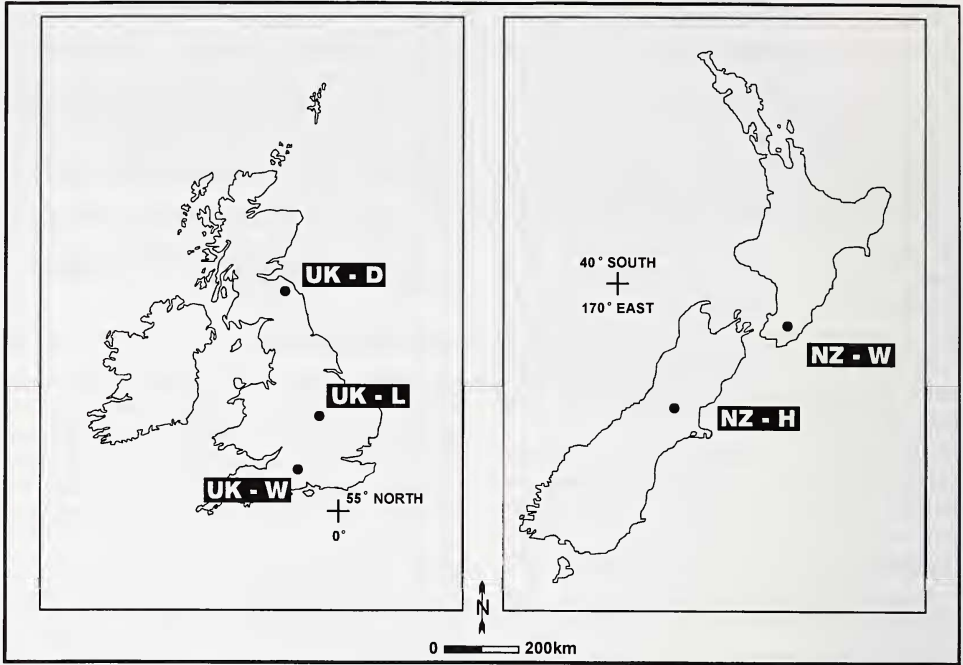 UK - D
UK - L
UK - W
55° NORTH
0°
40° SOUTH
170° EAST
NZ - W
NZ - H
N
0 200km